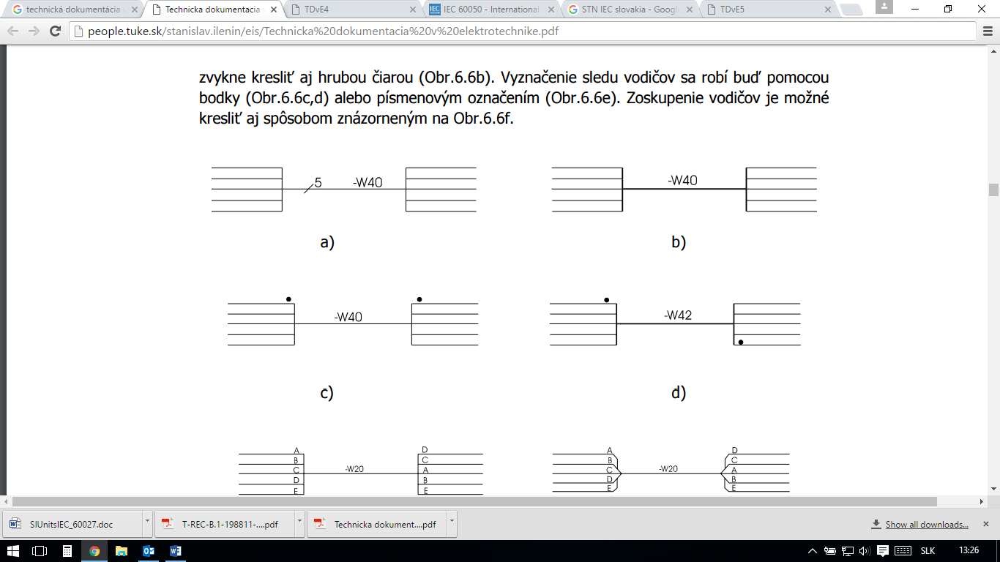 technická dokumentácia v
Technicka dokumentacia v
TDvE4
IEC 60050 - International
STN IEC slovakia - Google
TDvE5
people.tuke.sk/stanislav.ilenin/eis/Technicka%20dokumentacia%20v%20elektrotechnike.pdf
zvykne kresliť aj hrubou čiarou (Obr.6.6b). Vyznačenie sledu vodičov sa robí buď pomocou
bodky (Obr.6.6c,d) alebo písmenovým označením (Obr.6.6e). Zoskupenie vodičov je možné
kresliť aj spôsobom znázorneným na Obr.6.6f.
5 -W40
-W40
a)
b)
-W40
-W42
c)
d)
A
B
C
D
E
-W20
D
C
A
B
E
A
B
C
D
E
-W20
D
C
A
B
E
SIUnitsIEC_60027.doc
T-REC-B.1-198811-....pdf
Technicka dokument....pdf
Show all downloads...
SLK
13:26